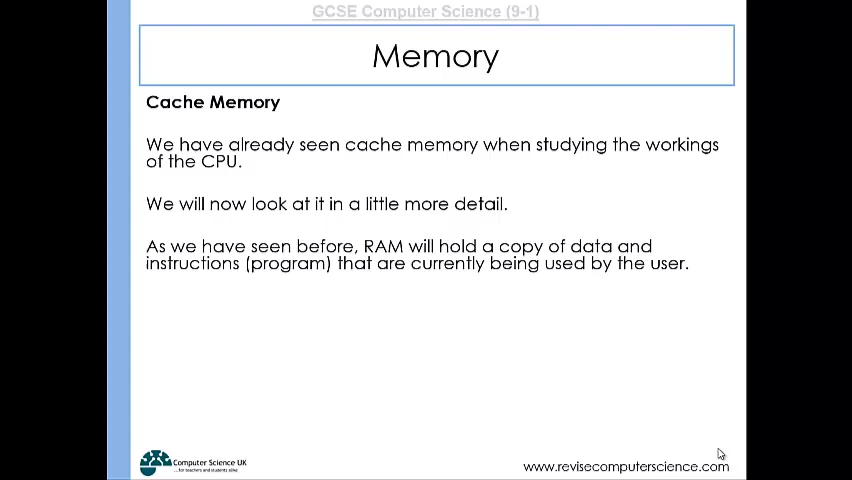 GCSE Computer Science (9-1)
Memory
Cache Memory
We have already seen cache memory when studying the workings
of the CPU.
We will now look at it in a little more detail.
As we have seen before, RAM will hold a copy of data and
instructions (program) that are currently being used by the user.
Computer Science UK
...for teachers and students alike
www.revisecomputerscience.com